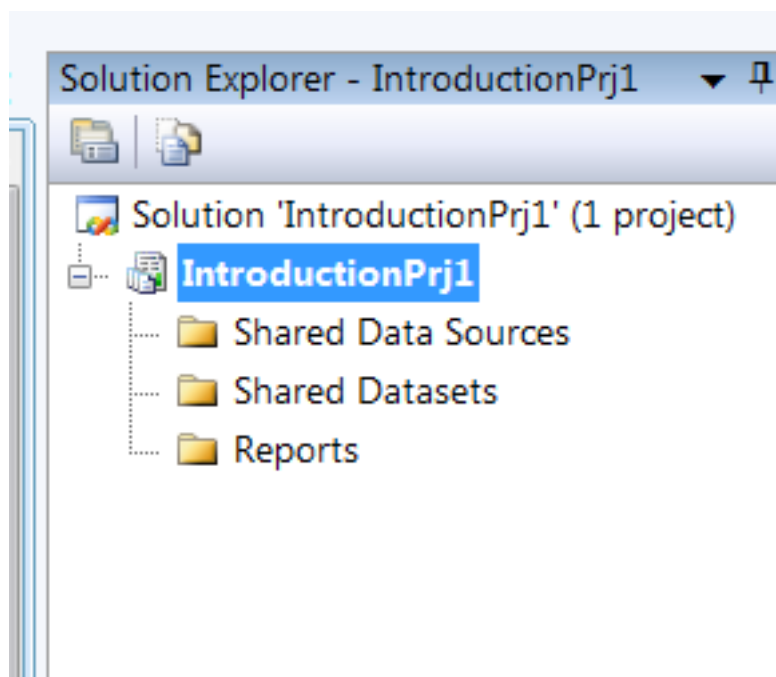 Solution Explorer - IntroductionPrj1
Solution 'IntroductionPrj1' (1 project)
IntroductionPrj1
Shared Data Sources
Shared Datasets
Reports